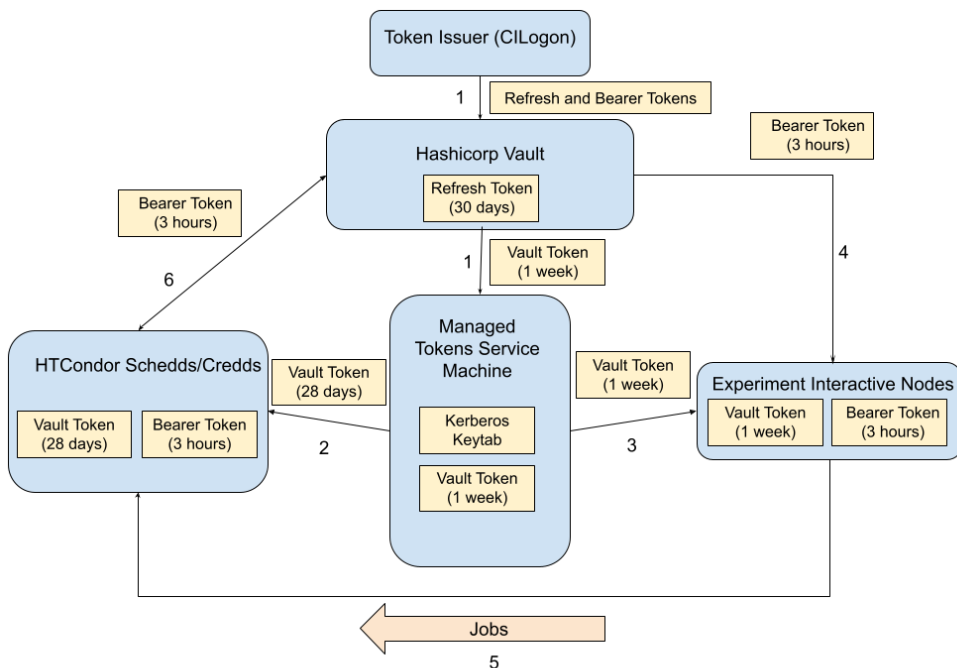 Token Issuer (CILogon)
1
Refresh and Bearer Tokens
Hashicorp Vault
Refresh Token
(30 days)
Bearer Token
(3 hours)
Bearer Token
(3 hours)
6
1
Vault Token
(1 week)
4
HTCondor Schedds/Credds
Vault Token
(28 days)
Bearer Token
(3 hours)
Vault Token
(28 days)
2
Managed
Tokens Service
Machine
Kerberos
Keytab
Vault Token
(1 week)
Vault Token
(1 week)
3
Experiment Interactive Nodes
Vault Token
(1 week)
Bearer Token
(3 hours)
Jobs
5